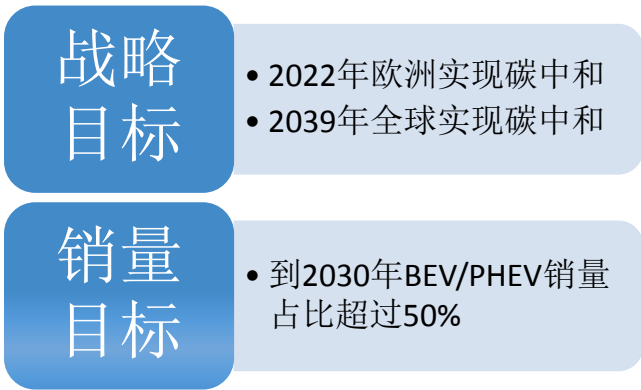 战略
目标
• 2022年欧洲实现碳中和
• 2039年全球实现碳中和
销量
目标
• 到2030年BEV/PHEV销量
占比超过50%